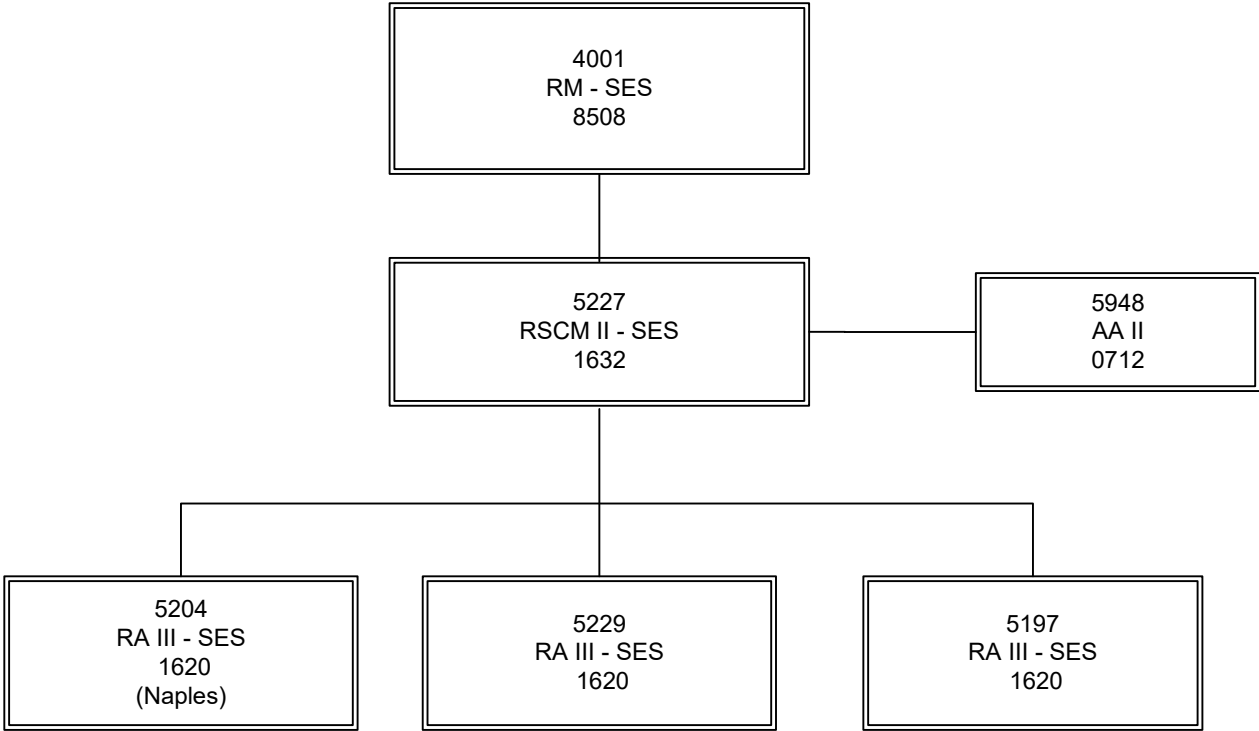 4001
RM - SES
8508
5227
RSCM II - SES
1632
5948
AA II
0712
5204
RA III - SES
1620
(Naples)
5229
RA III - SES
1620
5197
RA III - SES
1620